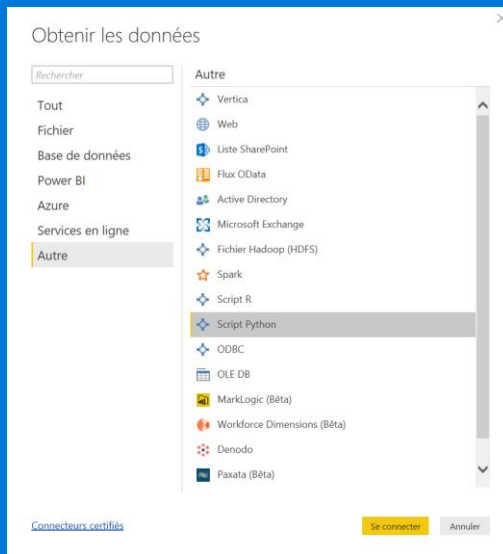 Obtenir les données
Rechercher
Tout
Fichier
Base de données
Power BI
Azure
Services en ligne
Autre
Autre
Vertica
Web
Liste SharePoint
Flux OData
Active Directory
Microsoft Exchange
Fichier Hadoop (HDFS)
Spark
Script R
Script Python
ODBC
OLE DB
MarkLogic (Bêta)
Workforce Dimensions (Bêta)
Denodo
Paxata (Bêta)
Connecteurs certifiés
Se connecter
Annuler